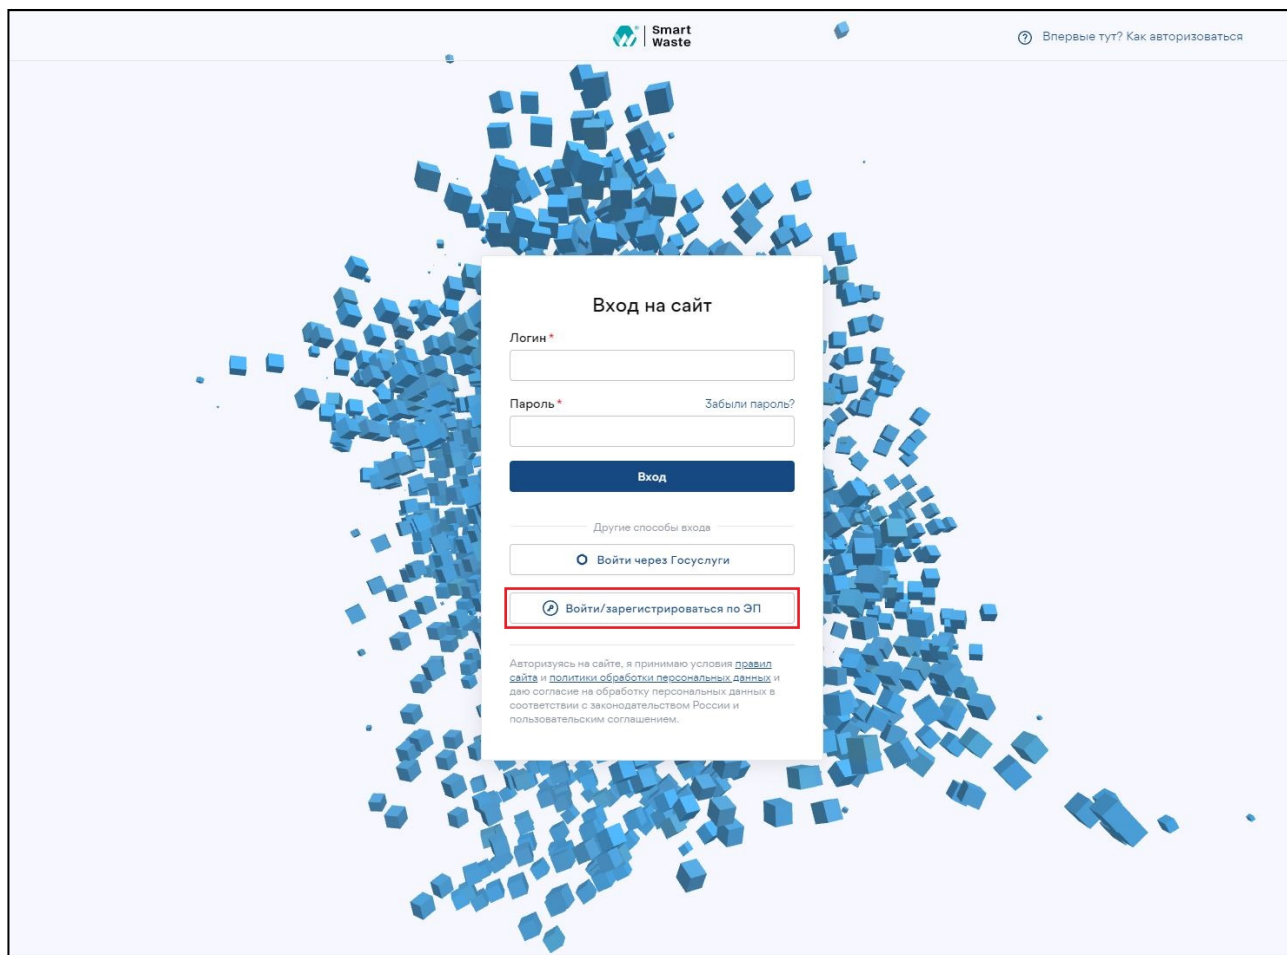 Smart
Waste
Впервые тут? Как авторизоваться
Вход на сайт
Логин *
Пароль *
Забыли пароль?
Вход
Другие способы входа
Войти через Госуслуги
Войти/зарегистрироваться по ЭП
Авторизуясь на сайте, я принимаю условия правил
сайта и политики обработки персональных данных и
даю согласие на обработку персональных данных в
соответствии с законодательством России и
пользовательским соглашением.